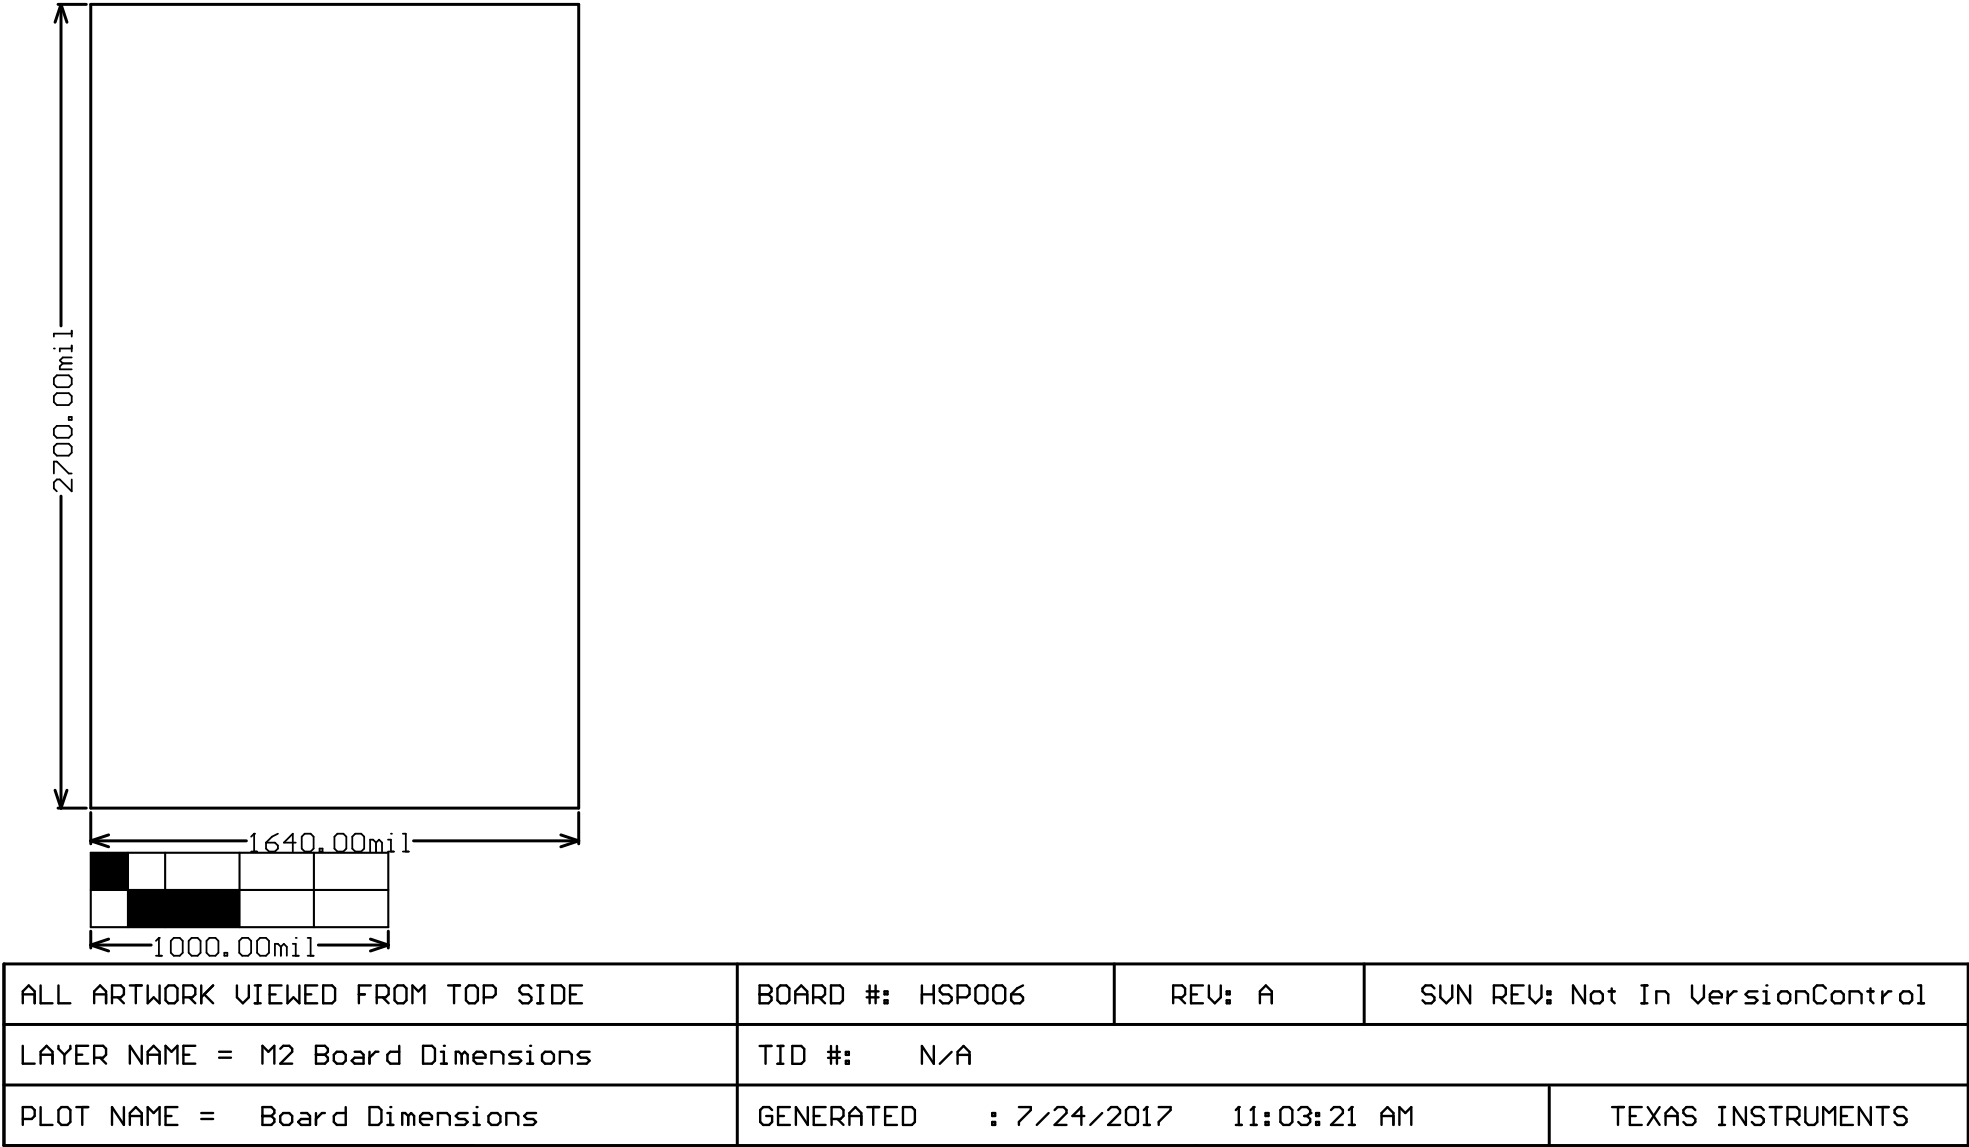 2700.00mil
1640.00mil
1000.00mil
ALL ARTWORK VIEWED FROM TOP SIDE
BOARD #: HSP006
REV: A
SVN REV: Not In VersionControl
LAYER NAME = M2 Board Dimensions
TID #: N/A
PLOT NAME = Board Dimensions
GENERATED : 7/24/2017 11:03:21 AM
TEXAS INSTRUMENTS